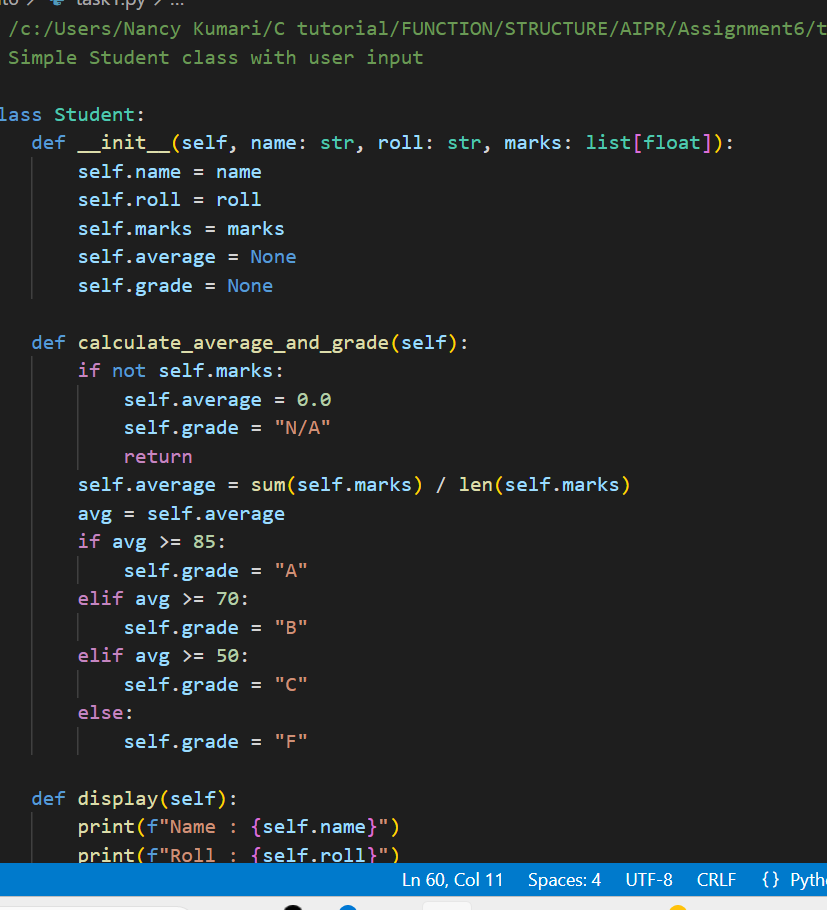 task1.py > ...
/c:/Users/Nancy Kumari/C tutorial/FUNCTION/STRUCTURE/AIPR/Assignment6/t
Simple Student class with user input
lass Student:
def __init__(self, name: str, roll: str, marks: list[float]):
self.name = name
self.roll = roll
self.marks = marks
self.average = None
self.grade = None
def calculate_average_and_grade(self):
if not self.marks:
self.average = 0.0
self.grade = "N/A"
return
self.average = sum(self.marks) / len(self.marks)
avg = self.average
if avg >= 85:
self.grade = "A"
elif avg >= 70:
self.grade = "B"
elif avg >= 50:
self.grade = "C"
else:
self.grade = "F"
def display(self):
print(f"Name : {self.name}")
print(f"Roll : {self.roll}")
Ln 60, Col 11 Spaces: 4 UTF-8 CRLF {} Pyth